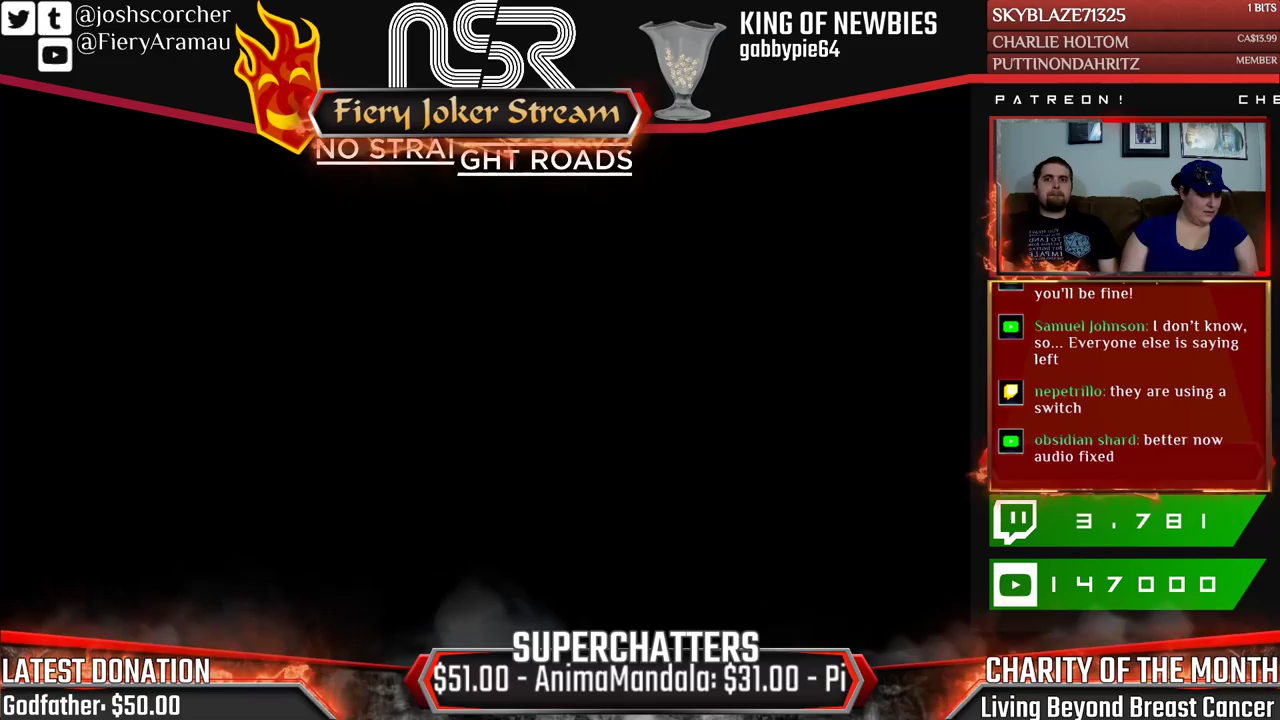 @joshscorcher
@FieryAramau
NSR
Fiery Joker Stream
NO STRAIGHT ROADS
KING OF NEWBIES
gabbypie64
SKYBLAZE71325 1 BITS
CHARLIE HOLTOM CA$13.99
PUTTINONDAHRITZ MEMBER
PATREON! CHE
you'll be fine!
Samuel Johnson: I don't know,
so... Everyone else is saying
left
nepetrillo: they are using a
switch
obsidian shard: better now
audio fixed
3,781
147000
SUPERCHATTERS
$51.00 - AnimaMandala: $31.00 - Pi
LATEST DONATION
Godfather: $50.00
CHARITY OF THE MONTH
Living Beyond Breast Cancer